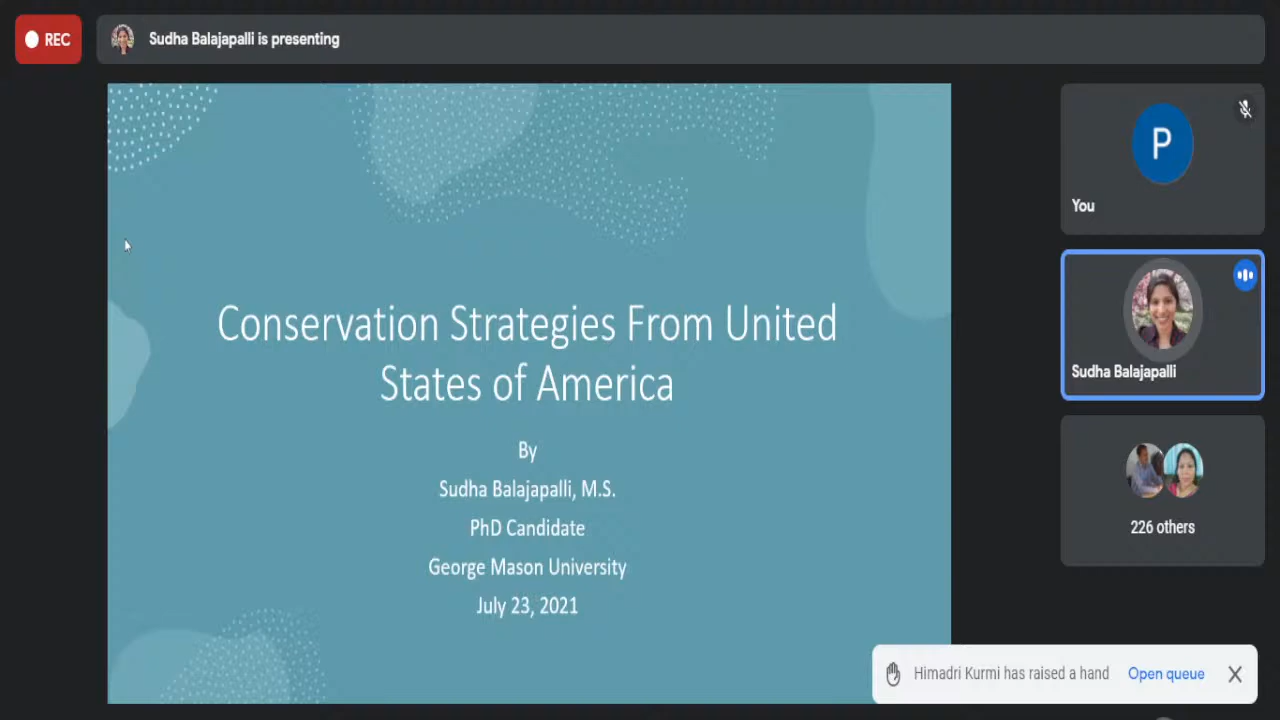 REC
Sudha Balajapalli is presenting
Conservation Strategies From United
States of America
By
Sudha Balajapalli, M.S.
PhD Candidate
George Mason University
July 23, 2021
P
You
Sudha Balajapalli
226 others
Himadri Kurmi has raised a hand Open queue